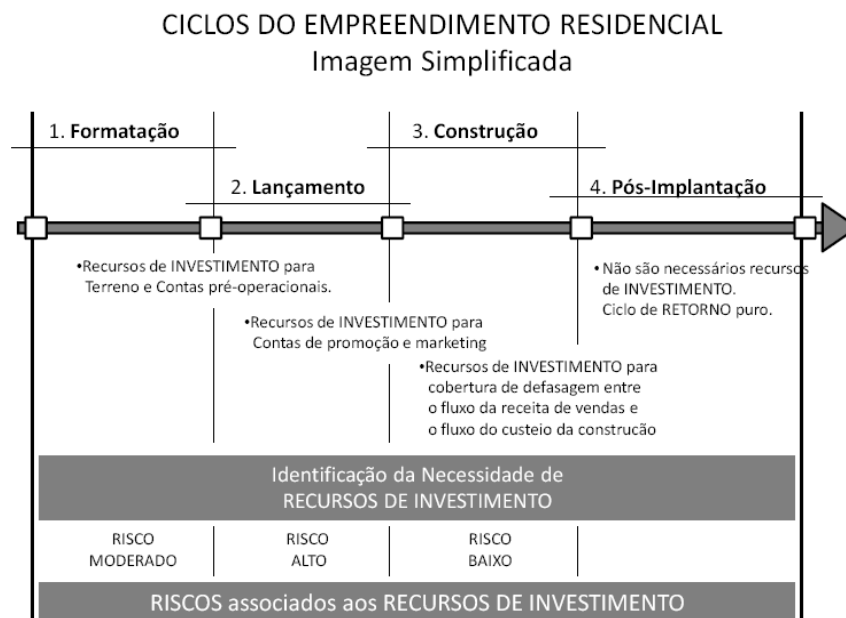 CICLOS DO EMPREENDIMENTO RESIDENCIAL
Imagem Simplificada
1. Formatação
3. Construção
2. Lançamento
4. Pós-Implantação
•Recursos de INVESTIMENTO para
Terreno e Contas pré-operacionais.
•Recursos de INVESTIMENTO para
Contas de promoção e marketing
•Recursos de INVESTIMENTO para
cobertura de defasagem entre
o fluxo da receita de vendas e
o fluxo do custeio da construcão
•Não são necessários recursos
de INVESTIMENTO.
Ciclo de RETORNO puro.
Identificação da Necessidade de
RECURSOS DE INVESTIMENTO
RISCO
MODERADO
RISCO
ALTO
RISCO
BAIXO
RISCOS associados aos RECURSOS DE INVESTIMENTO